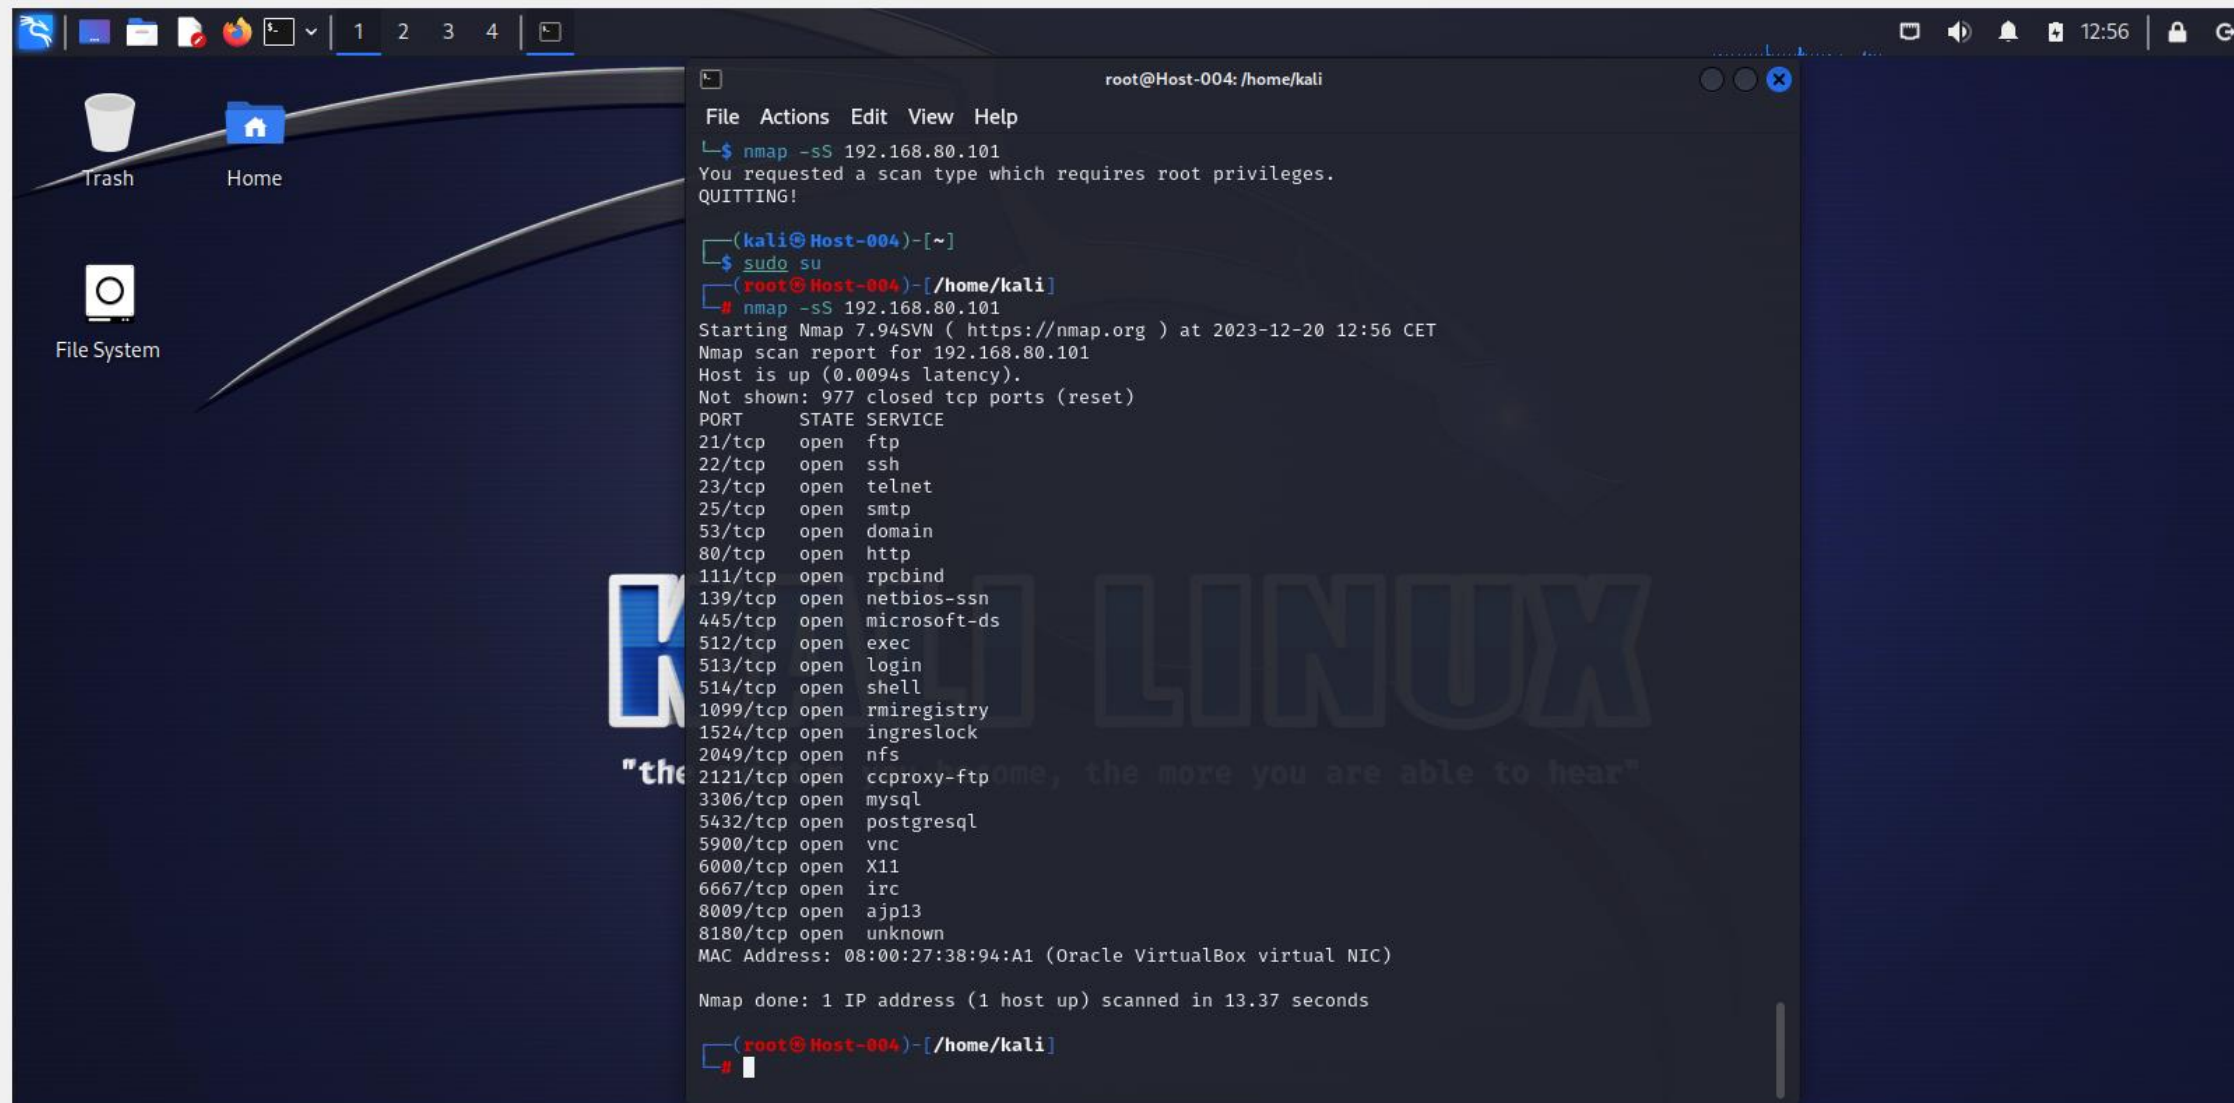 1 2 3 4
12:56
Trash
Home
File System
root@Host-004: /home/kali
File Actions Edit View Help
└─$ nmap -sS 192.168.80.101
You requested a scan type which requires root privileges.
QUITTING!
┌──(kali㉿Host-004)-[~]
└─$ sudo su
┌──(root㉿Host-004)-[/home/kali]
└─# nmap -sS 192.168.80.101
Starting Nmap 7.94SVN ( https://nmap.org ) at 2023-12-20 12:56 CET
Nmap scan report for 192.168.80.101
Host is up (0.0094s latency).
Not shown: 977 closed tcp ports (reset)
PORT STATE SERVICE
21/tcp open ftp
22/tcp open ssh
23/tcp open telnet
25/tcp open smtp
53/tcp open domain
80/tcp open http
111/tcp open rpcbind
139/tcp open netbios-ssn
445/tcp open microsoft-ds
512/tcp open exec
513/tcp open login
514/tcp open shell
1099/tcp open rmiregistry
1524/tcp open ingreslock
2049/tcp open nfs
2121/tcp open ccproxy-ftp
3306/tcp open mysql
5432/tcp open postgresql
5900/tcp open vnc
6000/tcp open X11
6667/tcp open irc
8009/tcp open ajp13
8180/tcp open unknown
MAC Address: 08:00:27:38:94:A1 (Oracle VirtualBox virtual NIC)
Nmap done: 1 IP address (1 host up) scanned in 13.37 seconds
┌──(root㉿Host-004)-[/home/kali]
└─#
KALI LINUX
"the ome, the more you are able to hear"